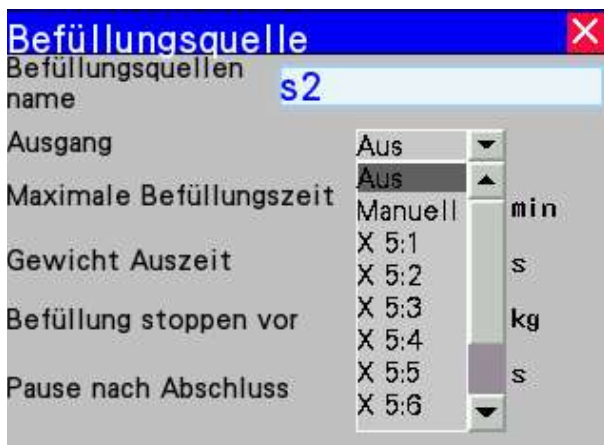 Befüllungsquelle
Befüllungsquellen
name
s2
Ausgang
Aus
Aus
Maximale Befüllungszeit
Manuell
min
X 5:1
Gewicht Auszeit
X 5:2
s
X 5:3
Befüllung stoppen vor
kg
X 5:4
X 5:5
s
Pause nach Abschluss
X 5:6